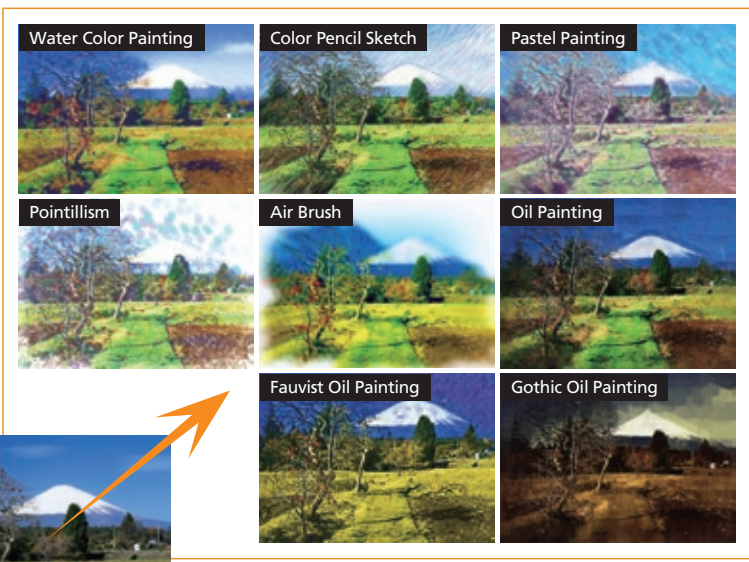 Water Color Painting
Color Pencil Sketch
Pastel Painting
Pointillism
Air Brush
Oil Painting
Fauvist Oil Painting
Gothic Oil Painting